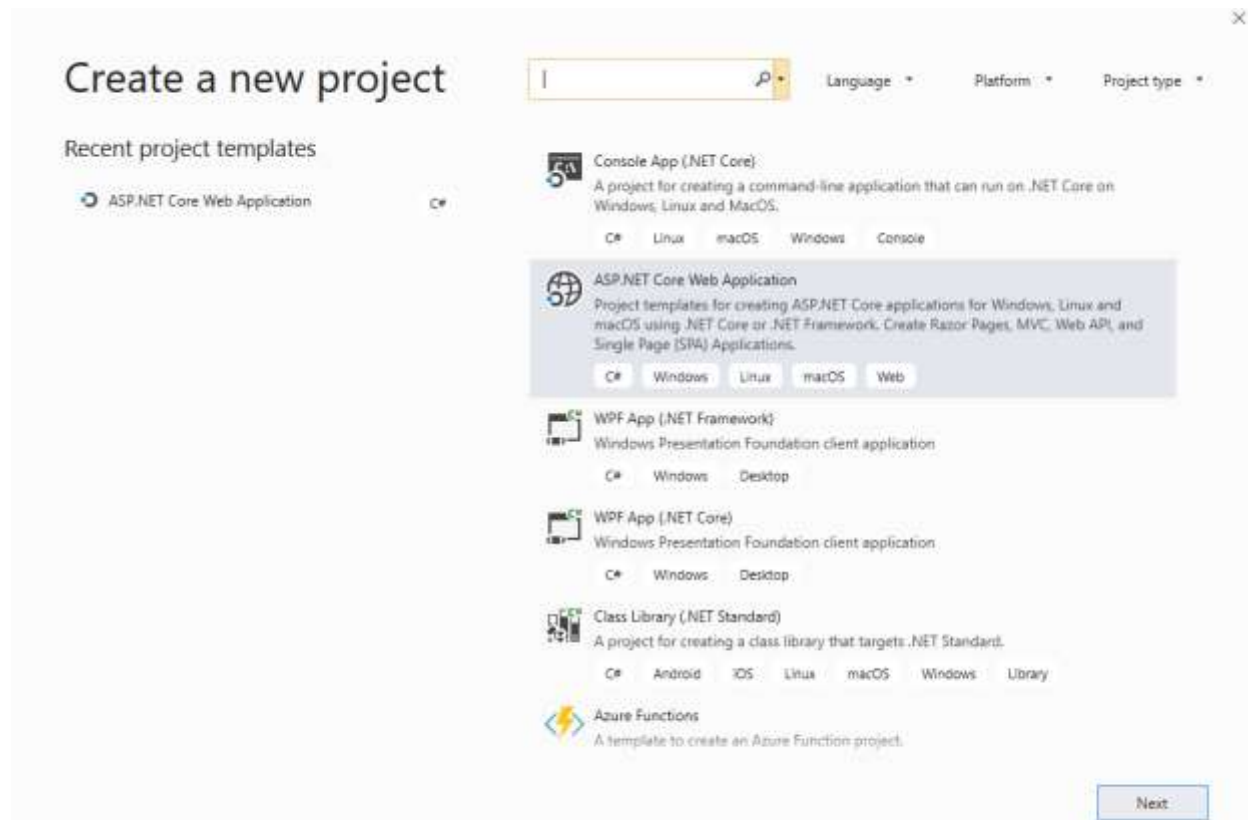 Create a new project
Language
Platform
Project type
Recent project templates
ASP.NET Core Web Application C#
Console App (.NET Core)
A project for creating a command-line application that can run on .NET Core on
Windows, Linux and MacOS.
C# Linux macOS Windows Console
ASP.NET Core Web Application
Project templates for creating ASP.NET Core applications for Windows, Linux and
macOS using .NET Core or .NET Framework. Create Razor Pages, MVC, Web API, and
Single Page (SPA) Applications.
C# Windows Linux macOS Web
WPF App (.NET Framework)
Windows Presentation Foundation client application
C# Windows Desktop
WPF App (.NET Core)
Windows Presentation Foundation client application
C# Windows Desktop
Class Library (.NET Standard)
A project for creating a class library that targets .NET Standard.
C# Android iOS Linux macOS Windows Library
Azure Functions
A template to create an Azure Function project.
Next